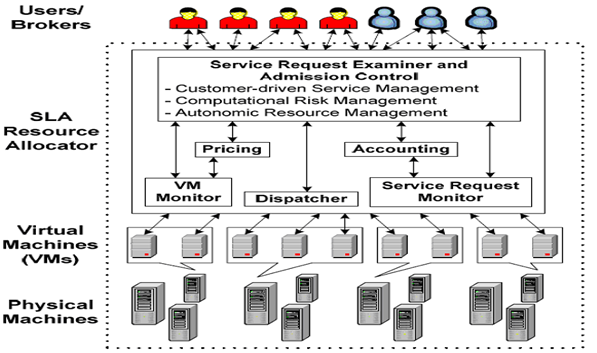 Users/
Brokers
SLA
Resource
Allocator
Service Request Examiner and
Admission Control
- Customer-driven Service Management
- Computational Risk Management
- Autonomic Resource Management
Pricing
Accounting
VM
Monitor
Dispatcher
Service Request
Monitor
Virtual
Machines
(VMs)
Physical
Machines